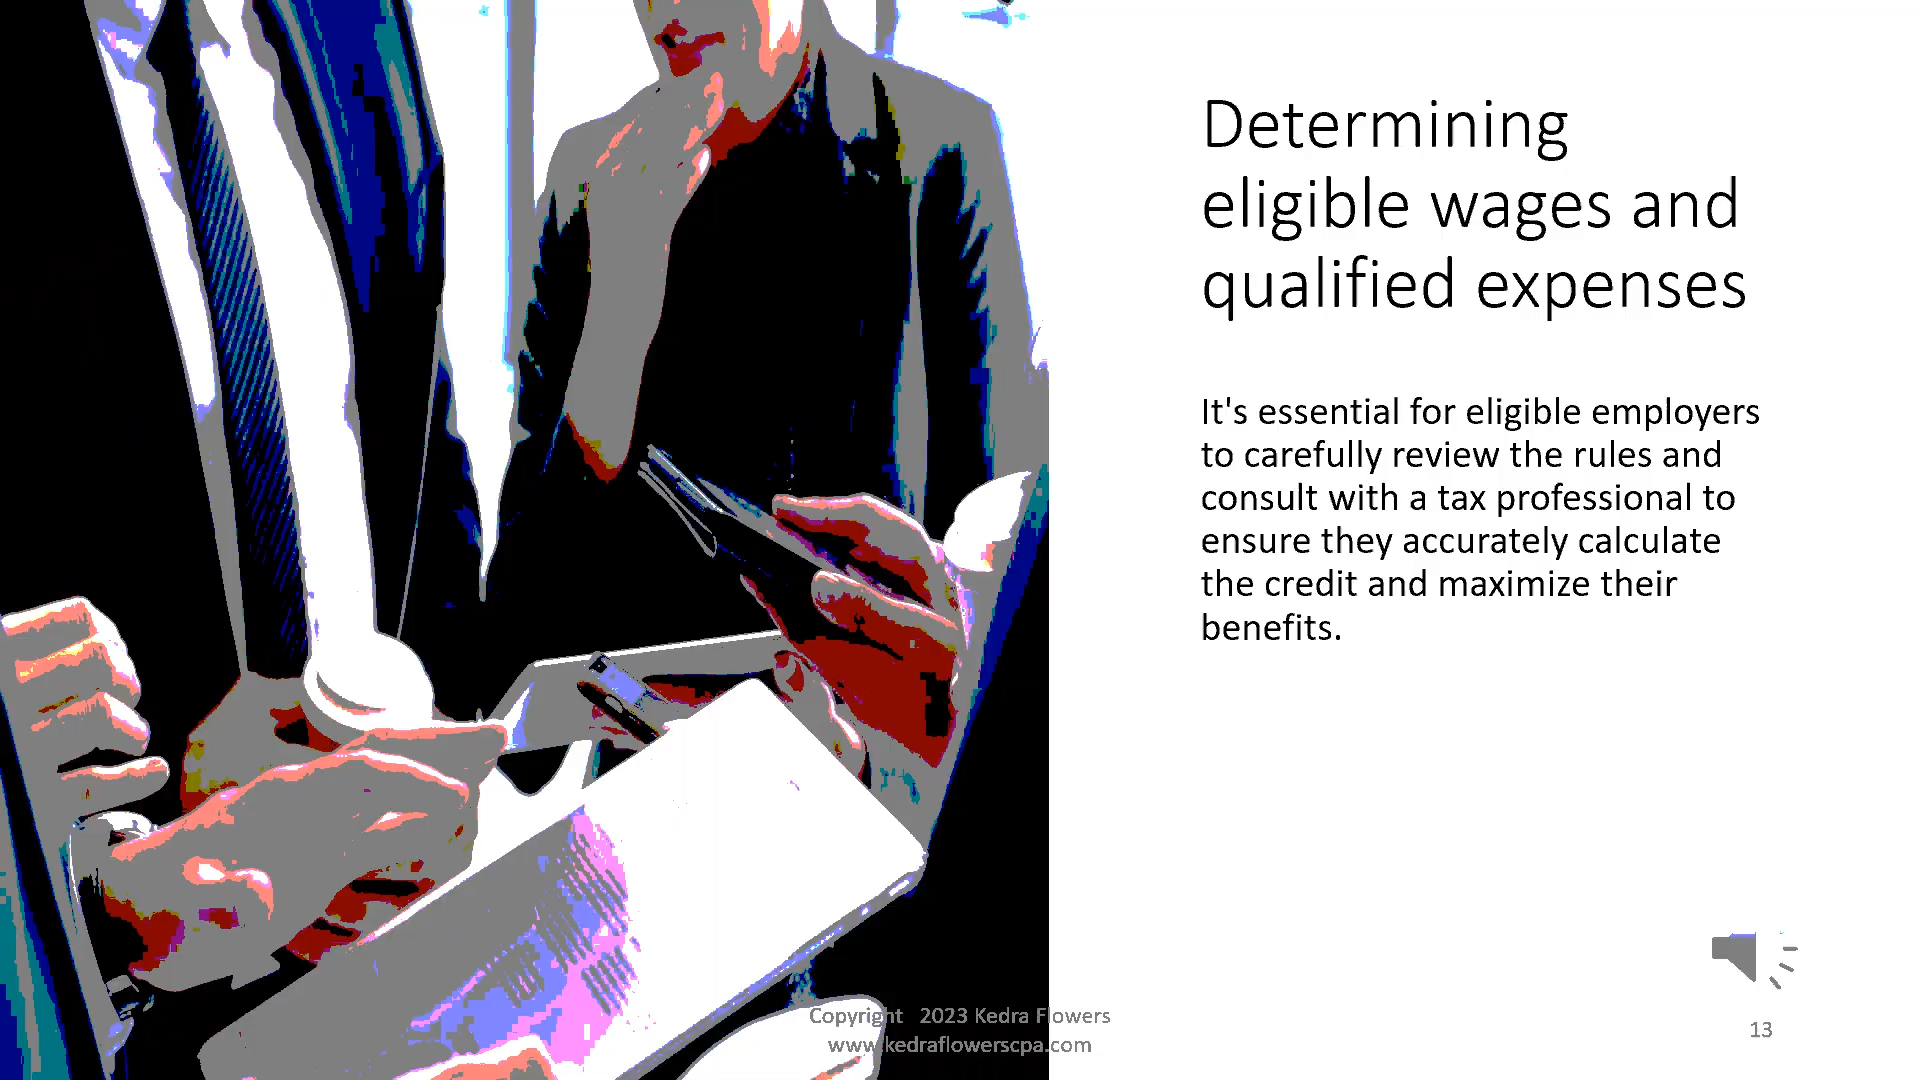 Determining
eligible wages and
qualified expenses
It's essential for eligible employers
to carefully review the rules and
consult with a tax professional to
ensure they accurately calculate
the credit and maximize their
benefits.
Copyright 2023 Kedra Flowers
www.kedraflowerscpa.com
13